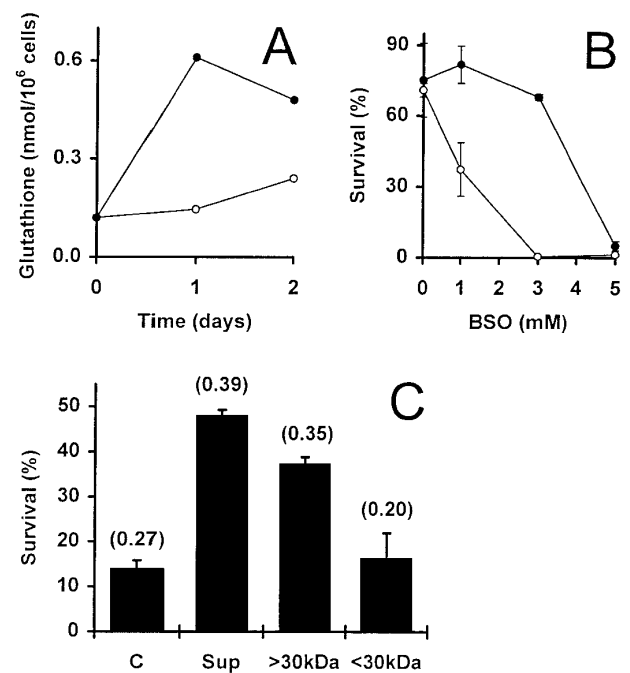 A
Glutathione (nmol/10⁶ cells)
0.6
0.3
0.0
0 1 2
Time (days)
B
Survival (%)
90
60
30
0
0 1 2 3 4 5
BSO (mM)
C
Survival (%)
50
40
30
20
10
0
(0.27) (0.39) (0.35) (0.20)
C Sup >30kDa <30kDa